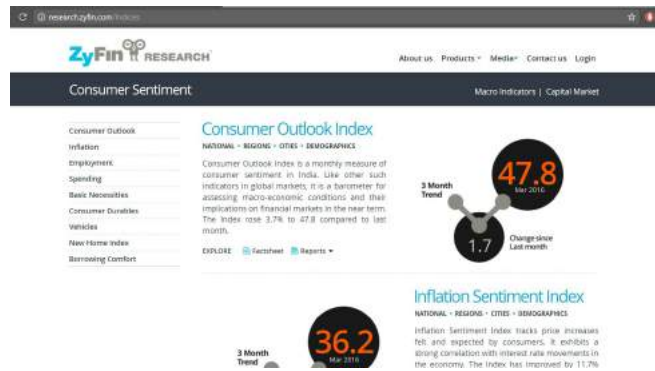 research.zyfin.com/indices
ZyFin RESEARCH
About us Products Media Contact us Login
Consumer Sentiment
Macro Indicators | Capital Market
Consumer Outlook
Inflation
Employment
Spending
Basic Necessities
Consumer Durables
Vehicles
New Home Index
Borrowing Comfort
Consumer Outlook Index
NATIONAL • REGIONS • CITIES • DEMOGRAPHICS
Consumer Outlook Index is a monthly measure of
consumer sentiment in India. Like other such
indicators in global markets, it is a barometer for
assessing macro-economic conditions and their
implications on financial markets in the near term.
The Index rose 3.7% to 47.8 compared to last
month.
EXPLORE Factsheet Reports
3 Month
Trend
47.8
Mar 2016
1.7
Change since
Last month
Inflation Sentiment Index
NATIONAL • REGIONS • CITIES • DEMOGRAPHICS
Inflation Sentiment Index tracks price increases
felt and expected by consumers. It exhibits a
strong correlation with interest rate movements in
the economy. The Index has improved by 11.7%
36.2
Mar 2016
3 Month
Trend